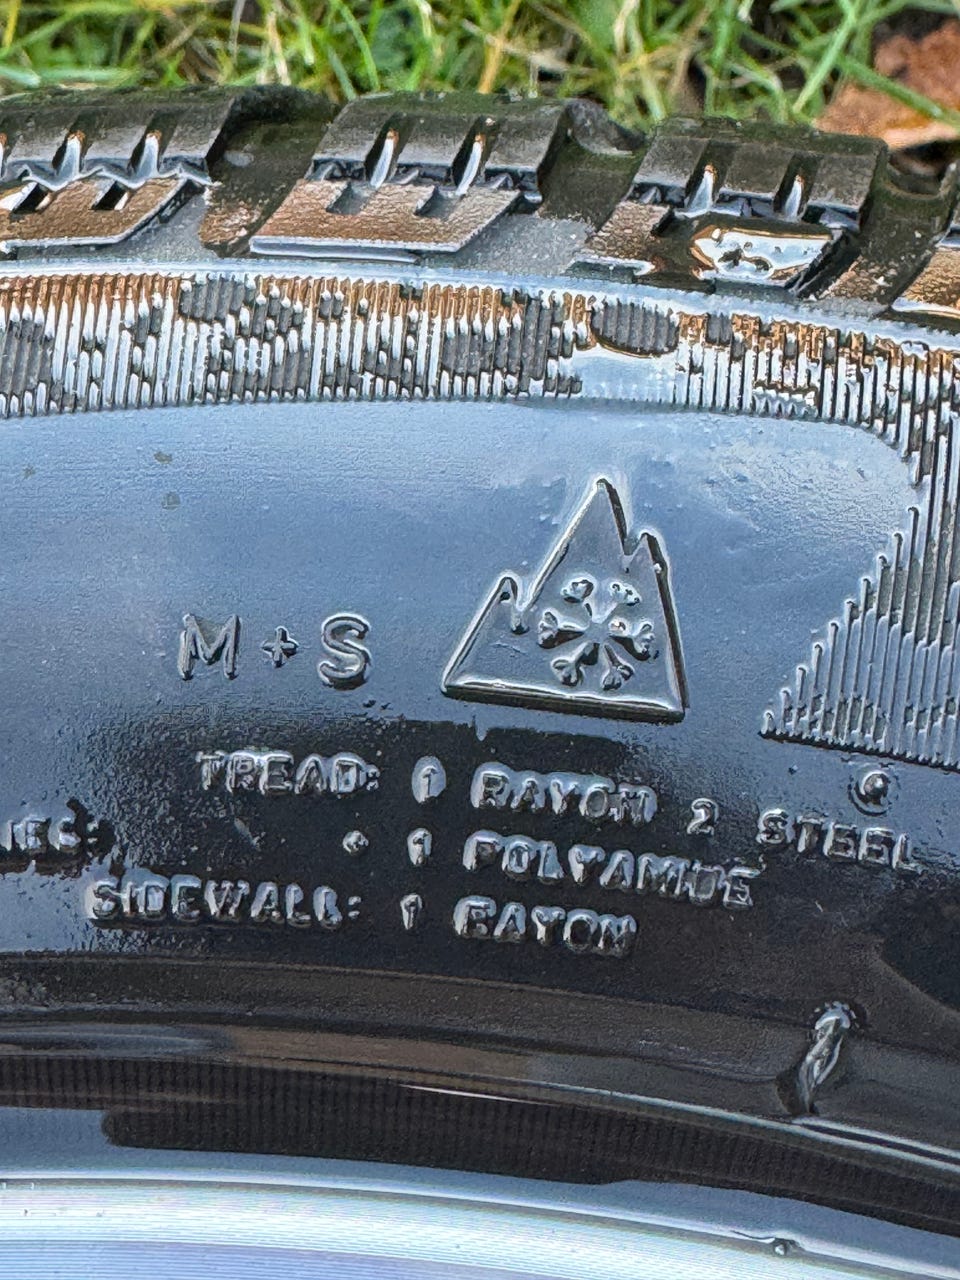 M+S
TREAD: 1 RAYON 2 STEEL
+ 1 POLYAMIDE
SIDEWALL: 1 RAYON